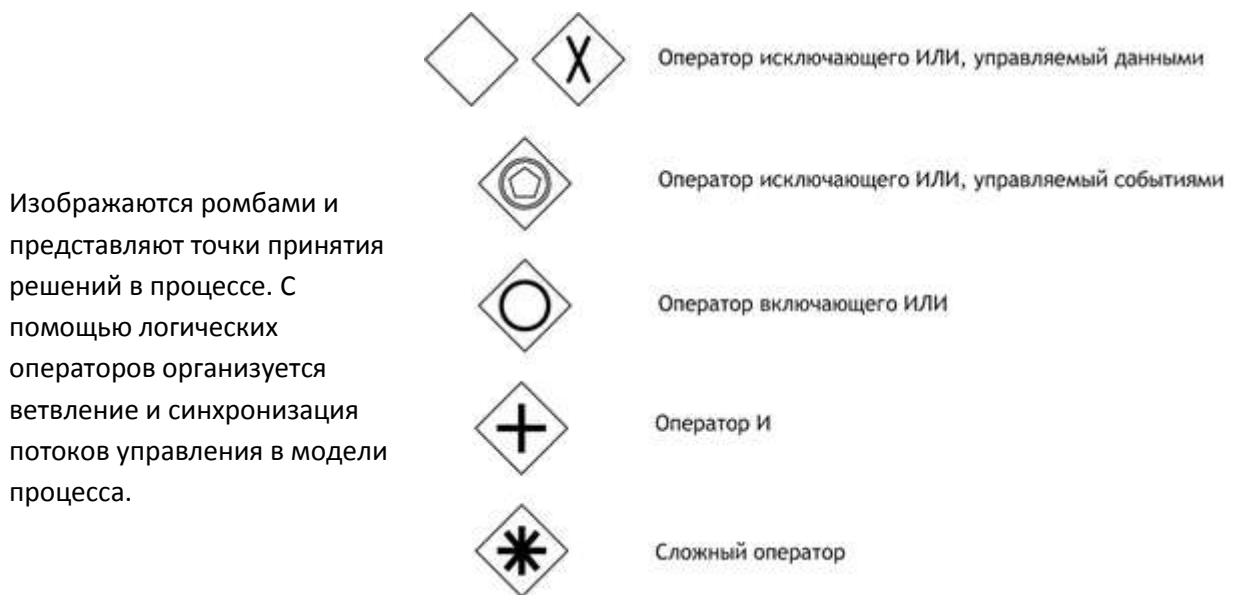 Изображаются ромбами и
представляют точки принятия
решений в процессе. С
помощью логических
операторов организуется
ветвление и синхронизация
потоков управления в модели
процесса.
Оператор исключающего ИЛИ, управляемый данными
Оператор исключающего ИЛИ, управляемый событиями
Оператор включающего ИЛИ
Оператор И
Сложный оператор